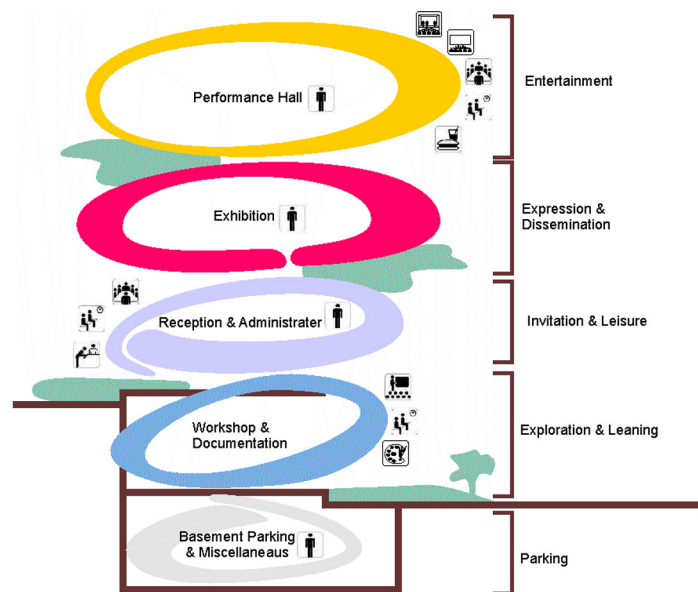 Performance Hall
Entertainment
Exhibition
Expression &
Dissemination
Reception & Administrater
Invitation & Leisure
Workshop &
Documentation
Exploration & Leaning
Basement Parking
& Miscellaneaus
Parking